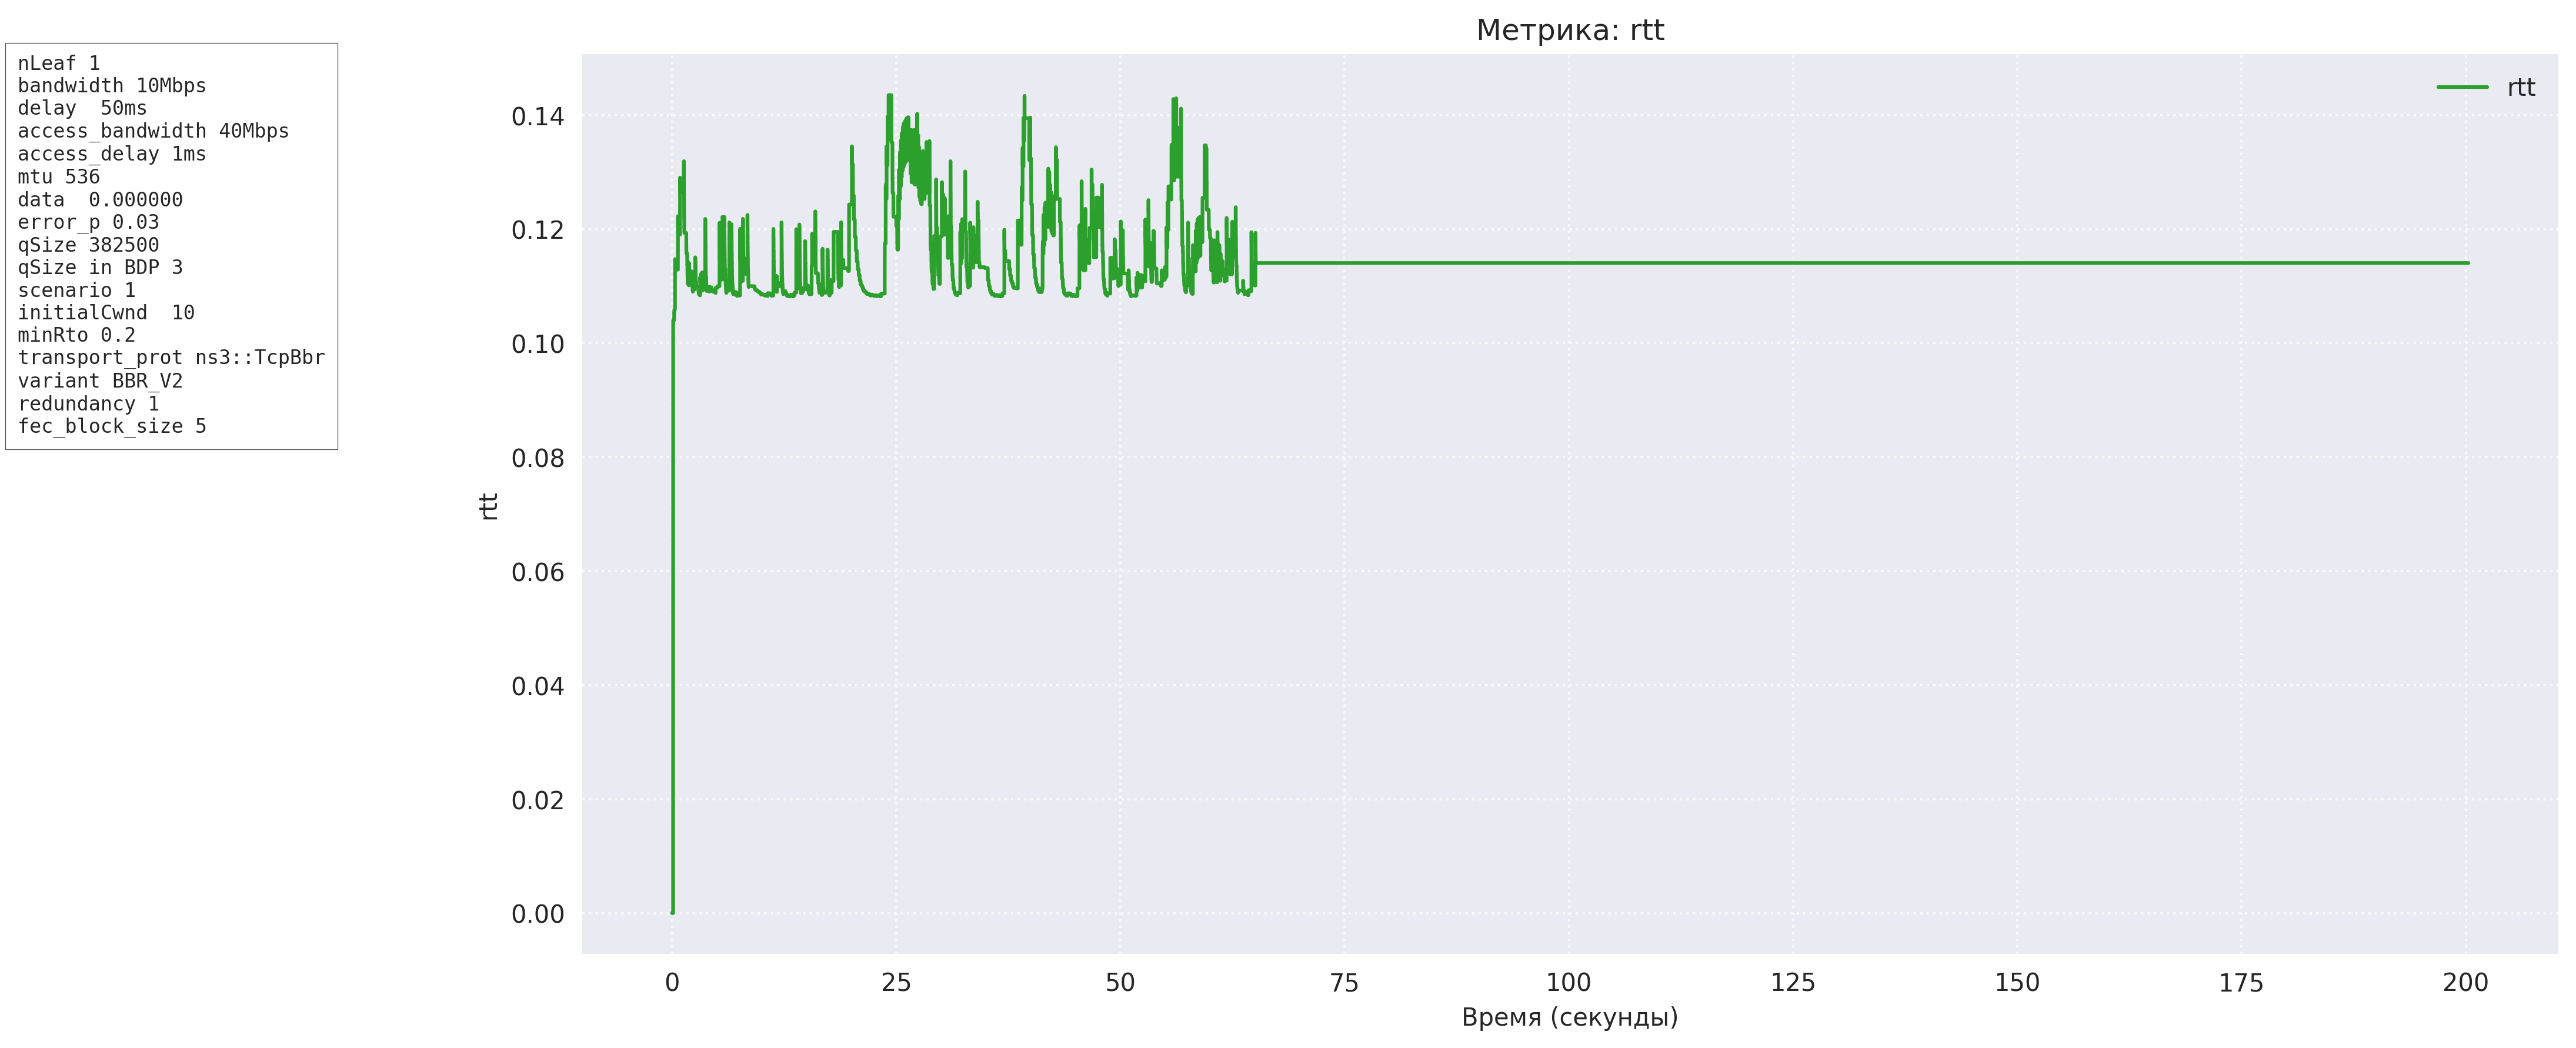 Метрика: rtt
nLeaf 1
bandwidth 10Mbps
delay  50ms
access_bandwidth 40Mbps
access_delay 1ms
mtu 536
data  0.000000
error_p 0.03
qSize 382500
qSize in BDP 3
scenario 1
initialCwnd  10
minRto 0.2
transport_prot ns3::TcpBbr
variant BBR_V2
redundancy 1
fec_block_size 5
rtt
0.14
0.12
0.10
0.08
0.06
0.04
0.02
0.00
rtt
0 25 50 75 100 125 150 175 200
Время (секунды)